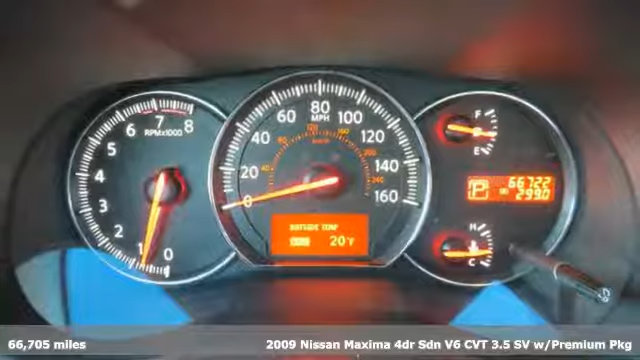 0 1 2 3 4 5 6 7 8
RPMx1000
0 20 40 60 80 100 120 140 160
MPH
OUTSIDE TEMP
20°F
F
E
P 66722
299.0
H
C
66,705 miles
2009 Nissan Maxima 4dr Sdn V6 CVT 3.5 SV w/Premium Pkg